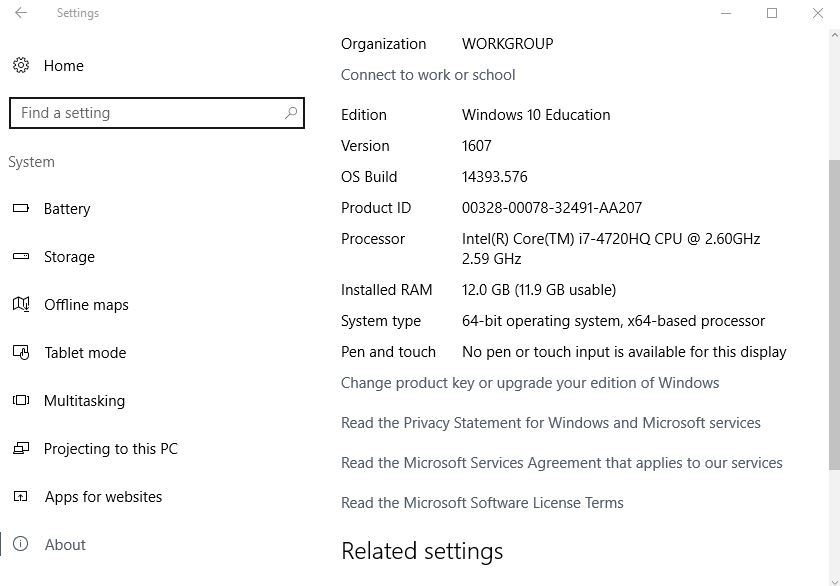 Settings
Home
Find a setting
System
Battery
Storage
Offline maps
Tablet mode
Multitasking
Projecting to this PC
Apps for websites
About
Organization WORKGROUP
Connect to work or school
Edition Windows 10 Education
Version 1607
OS Build 14393.576
Product ID 00328-00078-32491-AA207
Processor Intel(R) Core(TM) i7-4720HQ CPU @ 2.60GHz
2.59 GHz
Installed RAM 12.0 GB (11.9 GB usable)
System type 64-bit operating system, x64-based processor
Pen and touch No pen or touch input is available for this display
Change product key or upgrade your edition of Windows
Read the Privacy Statement for Windows and Microsoft services
Read the Microsoft Services Agreement that applies to our services
Read the Microsoft Software License Terms
Related settings